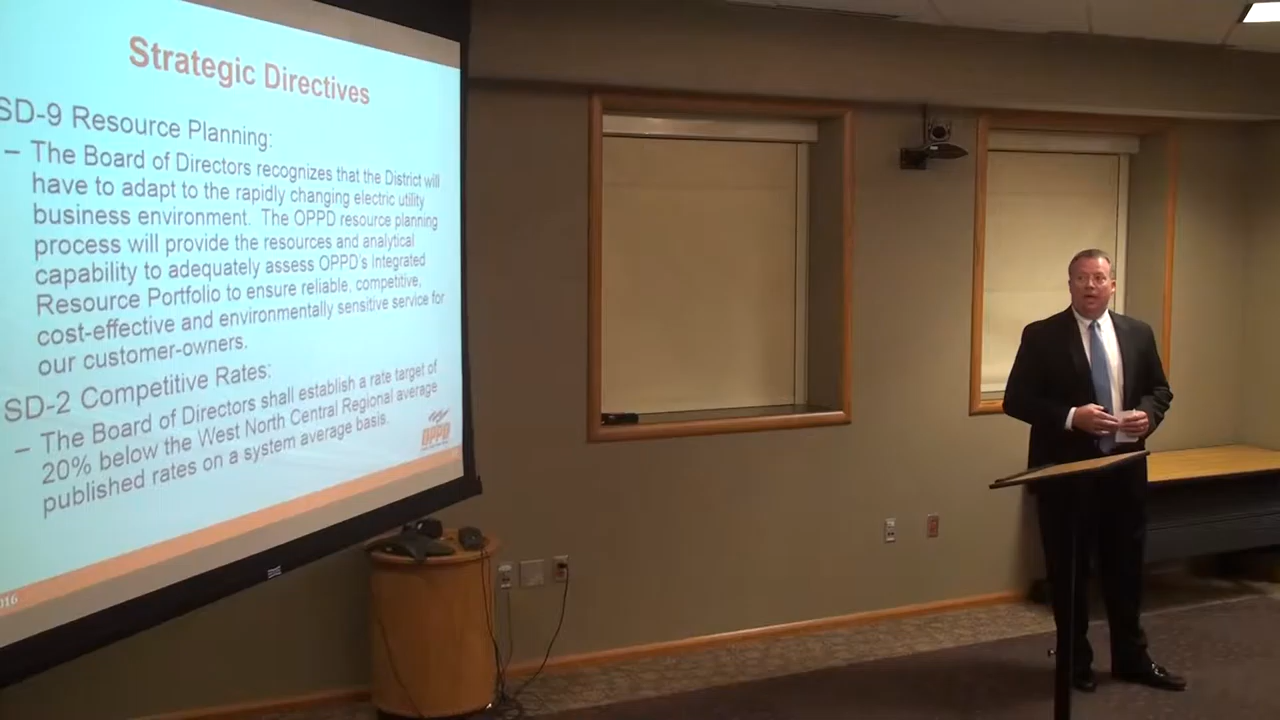 Strategic Directives
SD-9 Resource Planning:
– The Board of Directors recognizes that the District will
have to adapt to the rapidly changing electric utility
business environment. The OPPD resource planning
process will provide the resources and analytical
capability to adequately assess OPPD's Integrated
Resource Portfolio to ensure reliable, competitive,
cost-effective and environmentally sensitive service for
our customer-owners.
SD-2 Competitive Rates:
– The Board of Directors shall establish a rate target of
20% below the West North Central Regional average
published rates on a system average basis.
OPPD
016